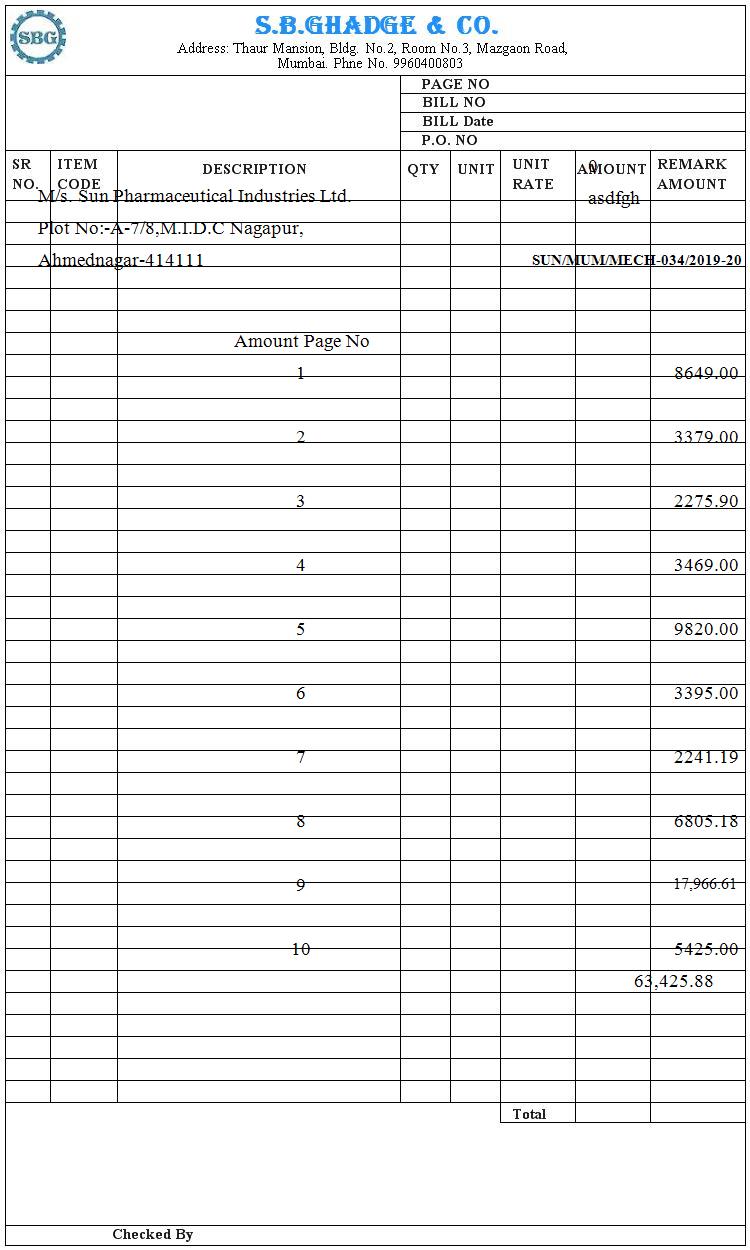 SBG
S.B.GHADGE & CO.
Address: Thaur Mansion, Bldg. No.2, Room No.3, Mazgaon Road,
Mumbai. Phne No. 9960400803
PAGE NO
BILL NO
BILL Date
P.O. NO
SR NO. ITEM CODE DESCRIPTION QTY UNIT UNIT RATE AMOUNT REMARK AMOUNT
0
M/s. Sun Pharmaceutical Industries Ltd. asdfgh
Plot No:-A-7/8,M.I.D.C Nagapur,
Ahmednagar-414111 SUN/MUM/MECH-034/2019-20
Amount Page No
1 8649.00
2 3379.00
3 2275.90
4 3469.00
5 9820.00
6 3395.00
7 2241.19
8 6805.18
9 17,966.61
10 5425.00
63,425.88
Total
Checked By